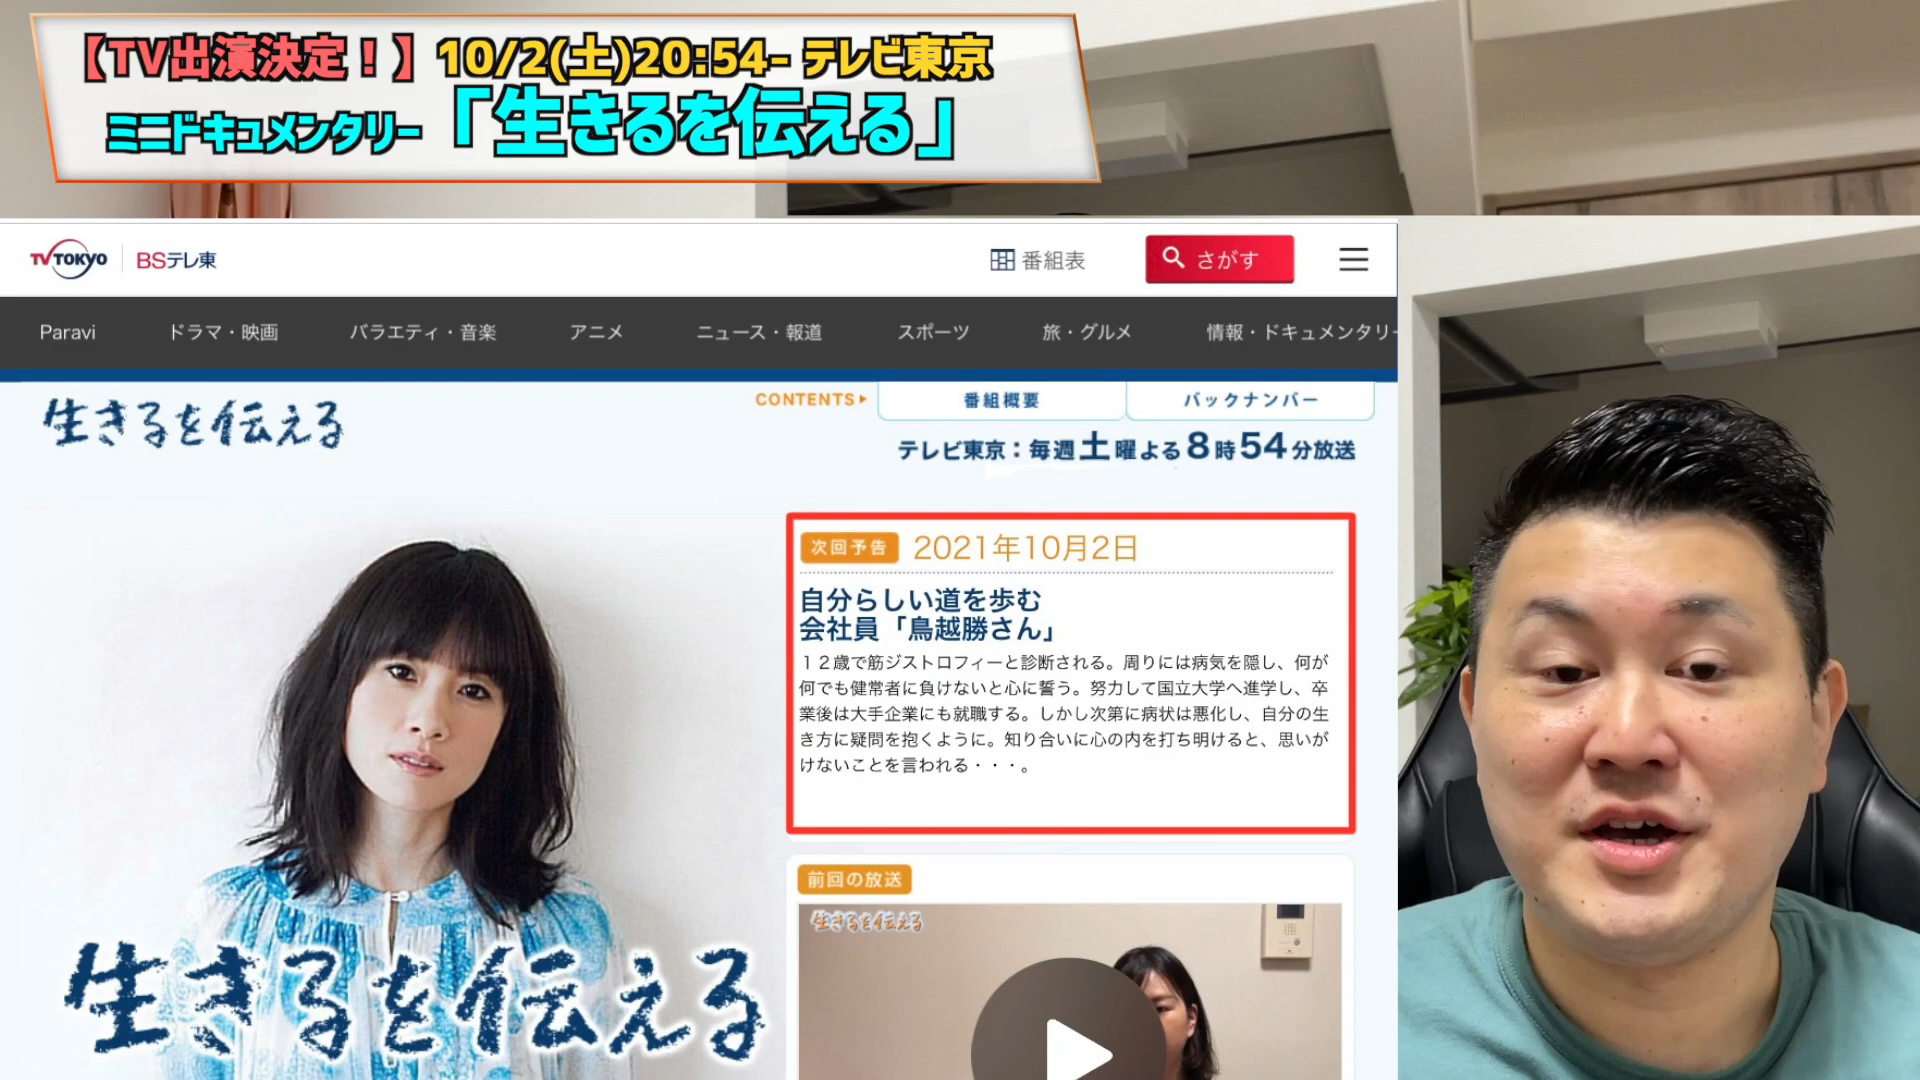 【TV出演決定！】10/2(土)20:54- テレビ東京
ミニドキュメンタリー「生きるを伝える」
TV TOKYO BSテレ東 番組表 さがす
Paravi ドラマ・映画 バラエティ・音楽 アニメ ニュース・報道 スポーツ 旅・グルメ 情報・ドキュメンタリー
生きるを伝える
CONTENTS 番組概要 バックナンバー
テレビ東京：毎週土曜よる8時54分放送
次回予告 2021年10月2日
自分らしい道を歩む
会社員「鳥越勝さん」
１２歳で筋ジストロフィーと診断される。周りには病気を隠し、何が
何でも健常者に負けないと心に誓う。努力して国立大学へ進学し、卒
業後は大手企業にも就職する。しかし次第に病状は悪化し、自分の生
き方に疑問を抱くように。知り合いに心の内を打ち明けると、思いが
けないことを言われる・・・。
前回の放送
生きるを伝える
生きるを伝える